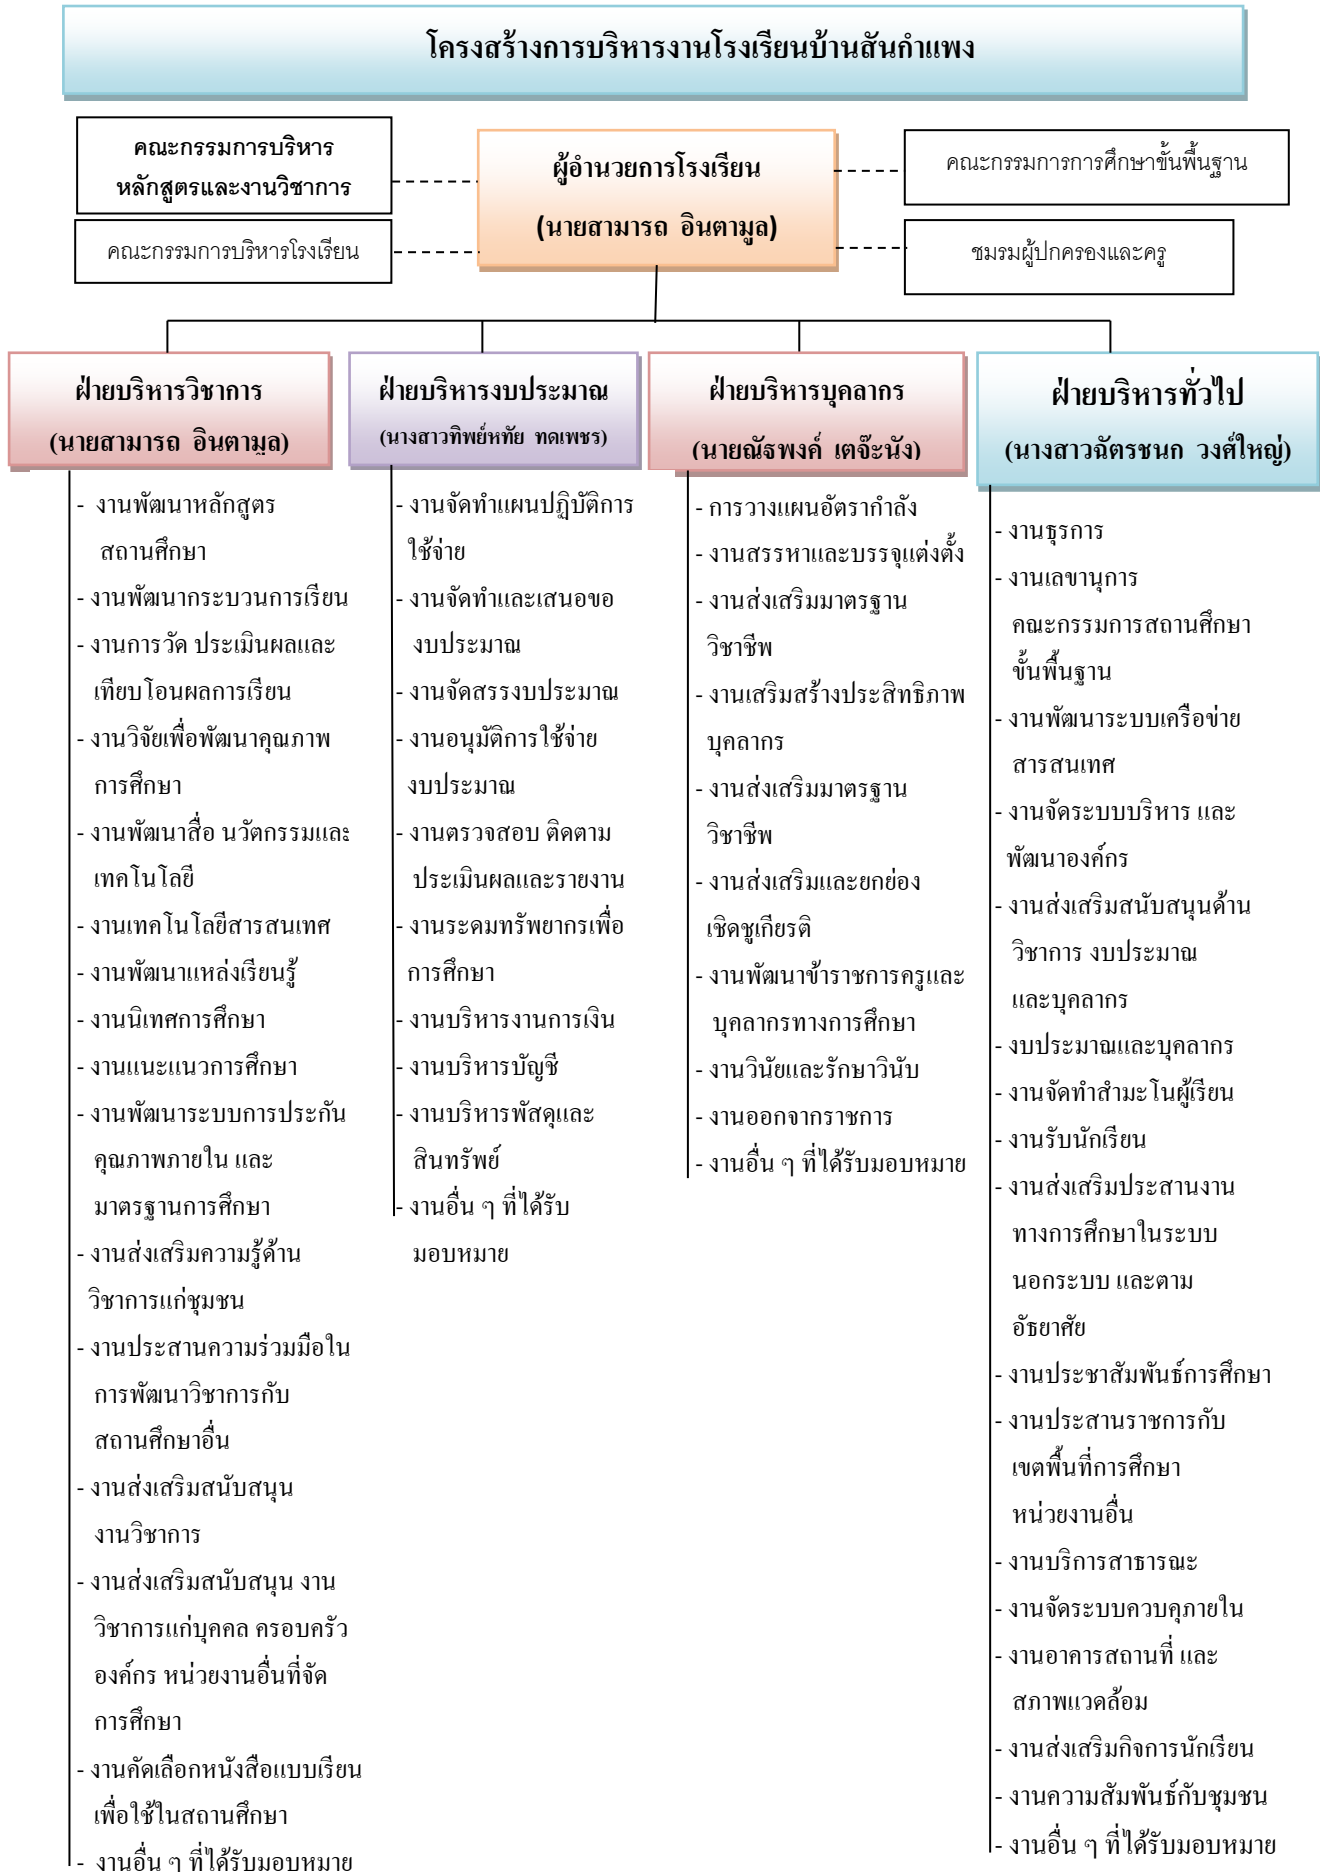 โครงสร้างการบริหารงานโรงเรียนบ้านสันกำแพง
คณะกรรมการบริหาร
หลักสูตรและงานวิชาการ
คณะกรรมการบริหารโรงเรียน
ผู้อำนวยการโรงเรียน
(นายสามารถ อินตามูล)
คณะกรรมการการศึกษาขั้นพื้นฐาน
ชมรมผู้ปกครองและครู
ฝ่ายบริหารวิชาการ
(นายสามารถ อินตามูล)
- งานพัฒนาหลักสูตร
สถานศึกษา
- งานพัฒนากระบวนการเรียน
- งานการวัด ประเมินผลและ
เทียบโอนผลการเรียน
- งานวิจัยเพื่อพัฒนาคุณภาพ
การศึกษา
- งานพัฒนาสื่อ นวัตกรรมและ
เทคโนโลยี
- งานเทคโนโลยีสารสนเทศ
- งานพัฒนาแหล่งเรียนรู้
- งานนิเทศการศึกษา
- งานแนะแนวการศึกษา
- งานพัฒนาระบบการประกัน
คุณภาพภายใน และ
มาตรฐานการศึกษา
- งานส่งเสริมความรู้ด้าน
วิชาการแก่ชุมชน
- งานประสานความร่วมมือใน
การพัฒนาวิชาการกับ
สถานศึกษาอื่น
- งานส่งเสริมสนับสนุน
งานวิชาการ
- งานส่งเสริมสนับสนุน งาน
วิชาการแก่บุคคล ครอบครัว
องค์กร หน่วยงานอื่นที่จัด
การศึกษา
- งานคัดเลือกหนังสือแบบเรียน
เพื่อใช้ในสถานศึกษา
- งานอื่น ๆ ที่ได้รับมอบหมาย
ฝ่ายบริหารงบประมาณ
(นางสาวทิพย์หทัย ทดเพชร)
- งานจัดทำแผนปฏิบัติการ
ใช้จ่าย
- งานจัดทำและเสนอขอ
งบประมาณ
- งานจัดสรรงบประมาณ
- งานอนุมัติการใช้จ่าย
งบประมาณ
- งานตรวจสอบ ติดตาม
ประเมินผลและรายงาน
- งานระดมทรัพยากรเพื่อ
การศึกษา
- งานบริหารงานการเงิน
- งานบริหารบัญชี
- งานบริหารพัสดุและ
สินทรัพย์
- งานอื่น ๆ ที่ได้รับ
มอบหมาย
ฝ่ายบริหารบุคลากร
(นายณัฐพงค์ เตจ๊ะนัง)
- การวางแผนอัตรากำลัง
- งานสรรหาและบรรจุแต่งตั้ง
- งานส่งเสริมมาตรฐาน
วิชาชีพ
- งานเสริมสร้างประสิทธิภาพ
บุคลากร
- งานส่งเสริมมาตรฐาน
วิชาชีพ
- งานส่งเสริมและยกย่อง
เชิดชูเกียรติ
- งานพัฒนาข้าราชการครูและ
บุคลากรทางการศึกษา
- งานวินัยและรักษาวินับ
- งานออกจากราชการ
- งานอื่น ๆ ที่ได้รับมอบหมาย
ฝ่ายบริหารทั่วไป
(นางสาวฉัตรชนก วงศ์ใหญ่)
- งานธุรการ
- งานเลขานุการ
คณะกรรมการสถานศึกษา
ขั้นพื้นฐาน
- งานพัฒนาระบบเครือข่าย
สารสนเทศ
- งานจัดระบบบริหาร และ
พัฒนาองค์กร
- งานส่งเสริมสนับสนุนด้าน
วิชาการ งบประมาณ
และบุคลากร
- งบประมาณและบุคลากร
- งานจัดทำสำมะโนผู้เรียน
- งานรับนักเรียน
- งานส่งเสริมประสานงาน
ทางการศึกษาในระบบ
นอกระบบ และตาม
อัธยาศัย
- งานประชาสัมพันธ์การศึกษา
- งานประสานราชการกับ
เขตพื้นที่การศึกษา
หน่วยงานอื่น
- งานบริการสาธารณะ
- งานจัดระบบควบคุภายใน
- งานอาคารสถานที่ และ
สภาพแวดล้อม
- งานส่งเสริมกิจการนักเรียน
- งานความสัมพันธ์กับชุมชน
- งานอื่น ๆ ที่ได้รับมอบหมาย